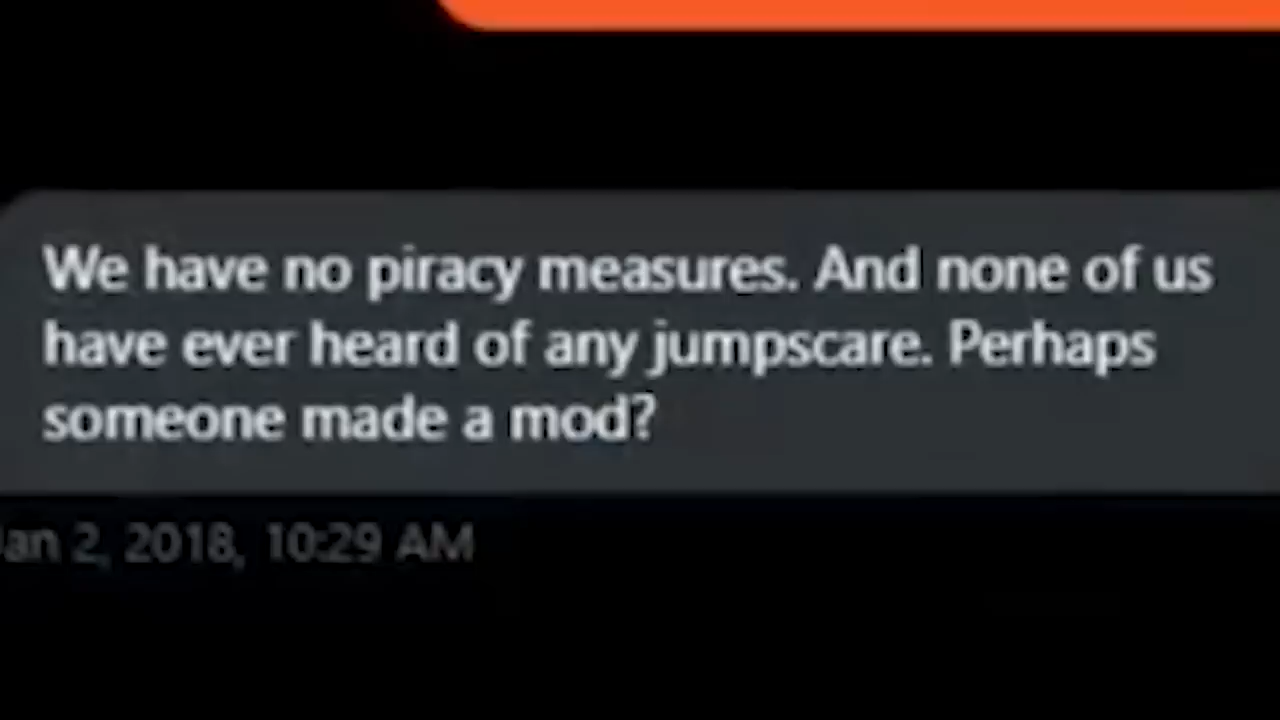 We have no piracy measures. And none of us
have ever heard of any jumpscare. Perhaps
someone made a mod?
Jan 2, 2018, 10:29 AM